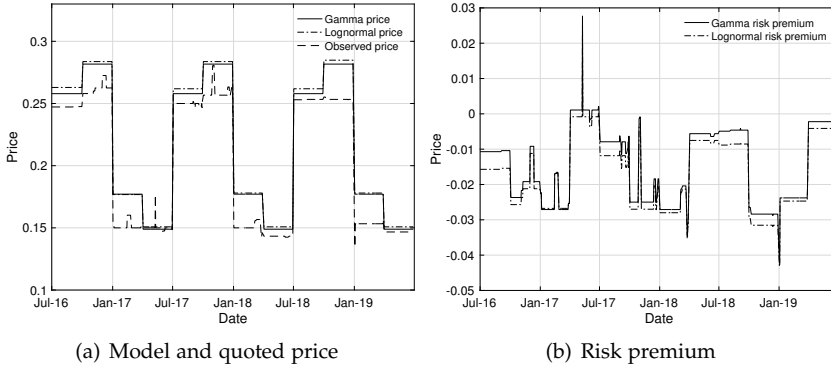 Gamma price
Lognormal price
Observed price
0.3
0.25
0.2
0.15
0.1
Price
Jul-16 Jan-17 Jul-17 Jan-18 Jul-18 Jan-19
Date
(a) Model and quoted price
Gamma risk premium
Lognormal risk premium
0.03
0.02
0.01
0
-0.01
-0.02
-0.03
-0.04
-0.05
Price
Jul-16 Jan-17 Jul-17 Jan-18 Jul-18 Jan-19
Date
(b) Risk premium